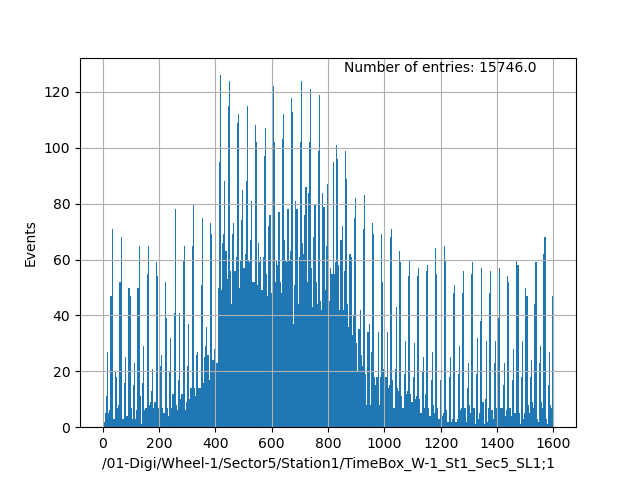 Number of entries: 15746.0
120
100
80
60
40
20
0
Events
0 200 400 600 800 1000 1200 1400 1600
/01-Digi/Wheel-1/Sector5/Station1/TimeBox_W-1_St1_Sec5_SL1;1